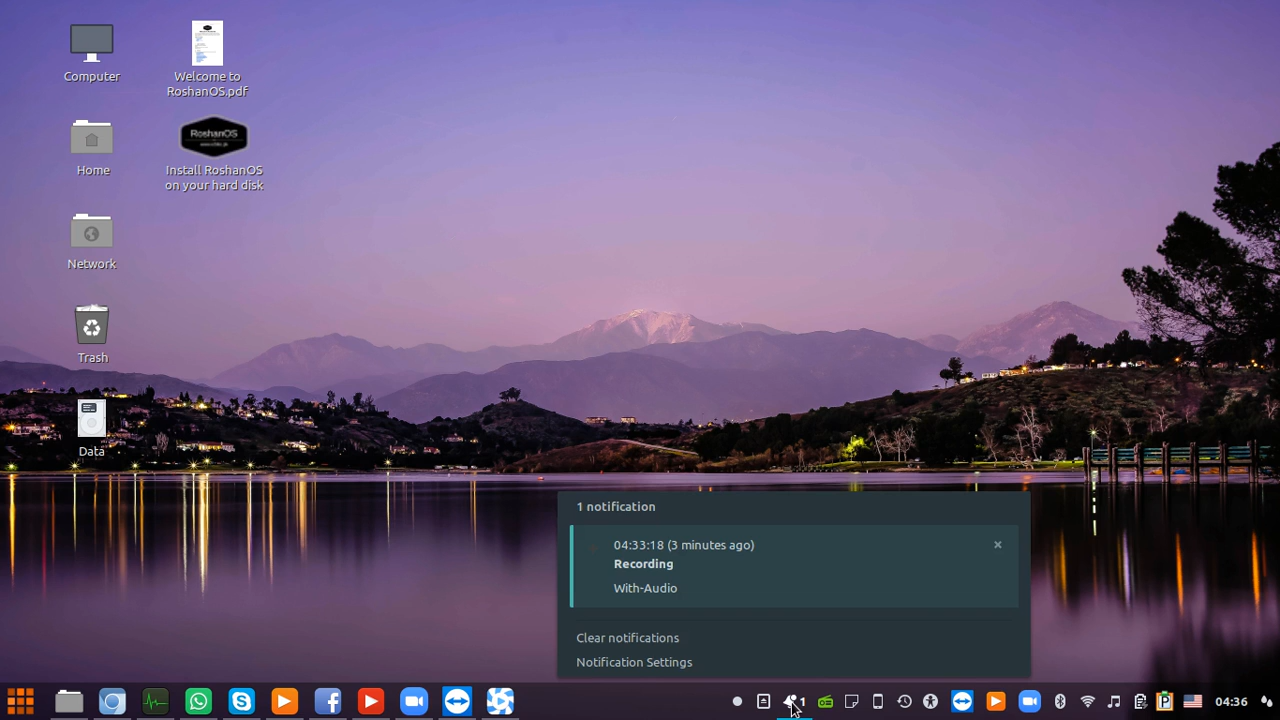 Computer
Welcome to
RoshanOS.pdf
RoshanOS
Home
Install RoshanOS
on your hard disk
Network
Trash
Data
1 notification
04:33:18 (3 minutes ago)
Recording
With-Audio
Clear notifications
Notification Settings
1
04:36